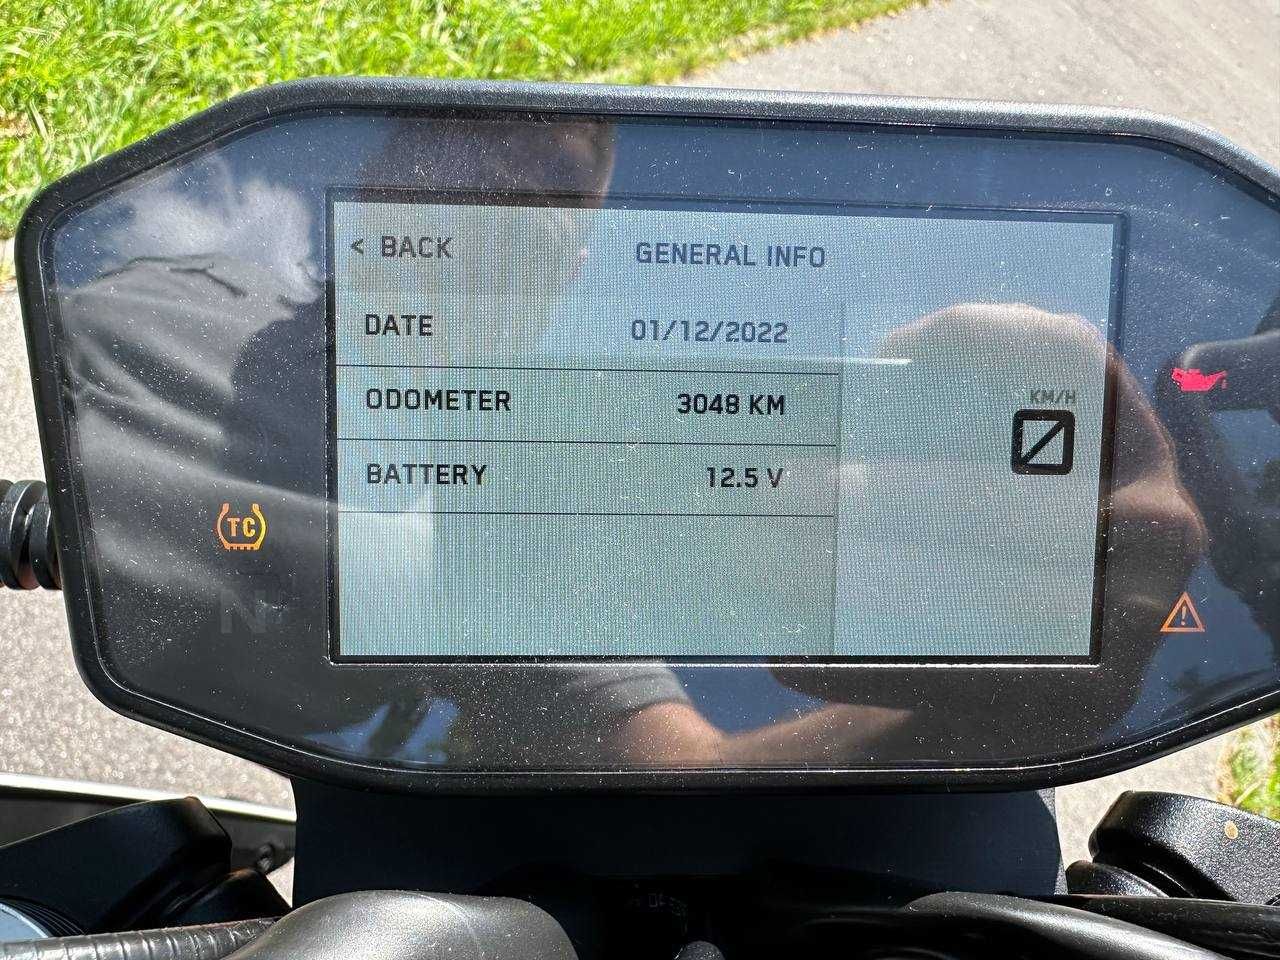 < BACK
GENERAL INFO
DATE 01/12/2022
ODOMETER 3048 KM
BATTERY 12.5 V
KM/H
TC
N